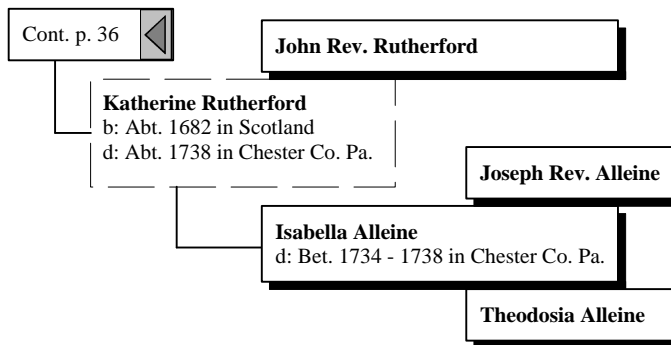 Cont. p. 36
John Rev. Rutherford
Katherine Rutherford
b: Abt. 1682 in Scotland
d: Abt. 1738 in Chester Co. Pa.
Joseph Rev. Alleine
Isabella Alleine
d: Bet. 1734 - 1738 in Chester Co. Pa.
Theodosia Alleine